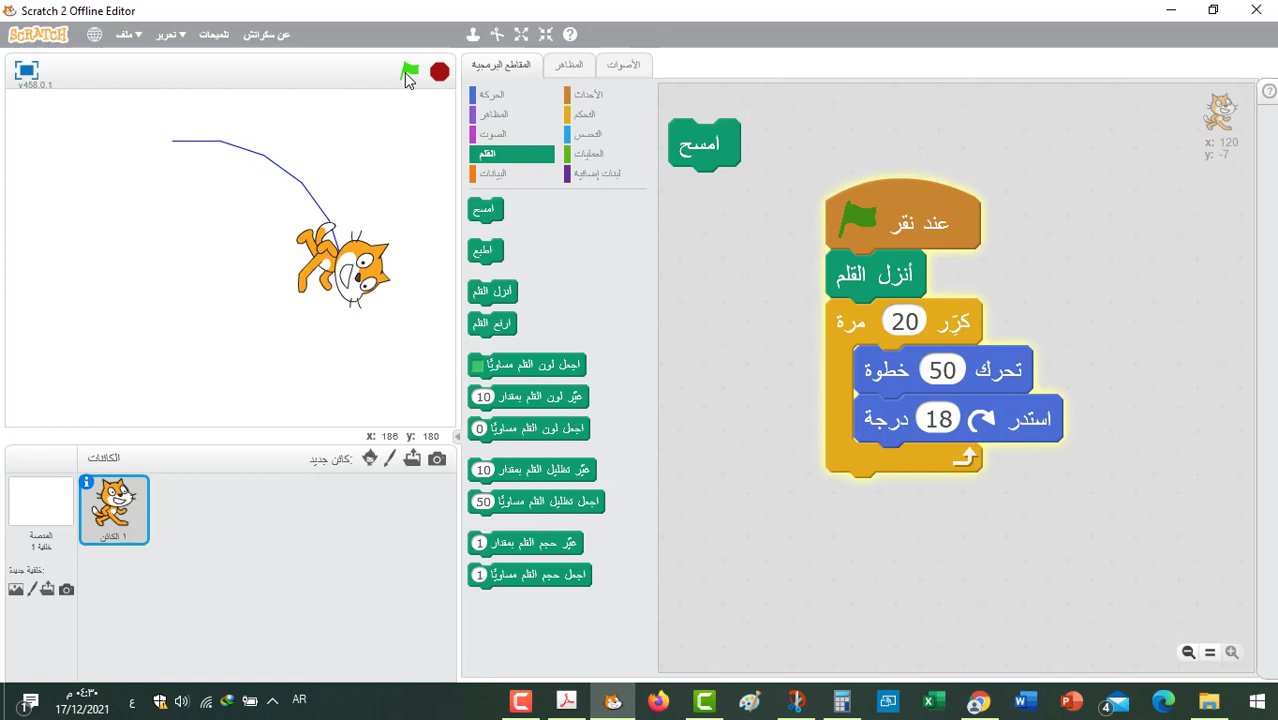 Scratch 2 Offline Editor
SCRATCH
ملف
تحرير
تلميحات
عن سكراتش
v458.0.1
المقاطع البرمجية
المظاهر
الأصوات
الحركة
المظاهر
الصوت
القلم
البيانات
الأحداث
التحكم
التحسس
العمليات
لبنات إضافية
امسح
اطبع
أنزل القلم
ارفع القلم
اجعل لون القلم مساويًا
غيّر لون القلم بمقدار 10
اجعل لون القلم مساويًا 0
غيّر تظليل القلم بمقدار 10
اجعل تظليل القلم مساويًا 50
غيّر حجم القلم بمقدار 1
اجعل حجم القلم مساويًا 1
امسح
عند نقر
أنزل القلم
كرّر 20 مرة
تحرك 50 خطوة
استدر 18 درجة
x: 120
y: -7
x: 186 y: 180
الكائنات
كائن جديد:
المنصة
خلفية 1
خلفية جديدة:
الكائن ١
٤:٣٠ م
17/12/2021
ع
AR
4
1